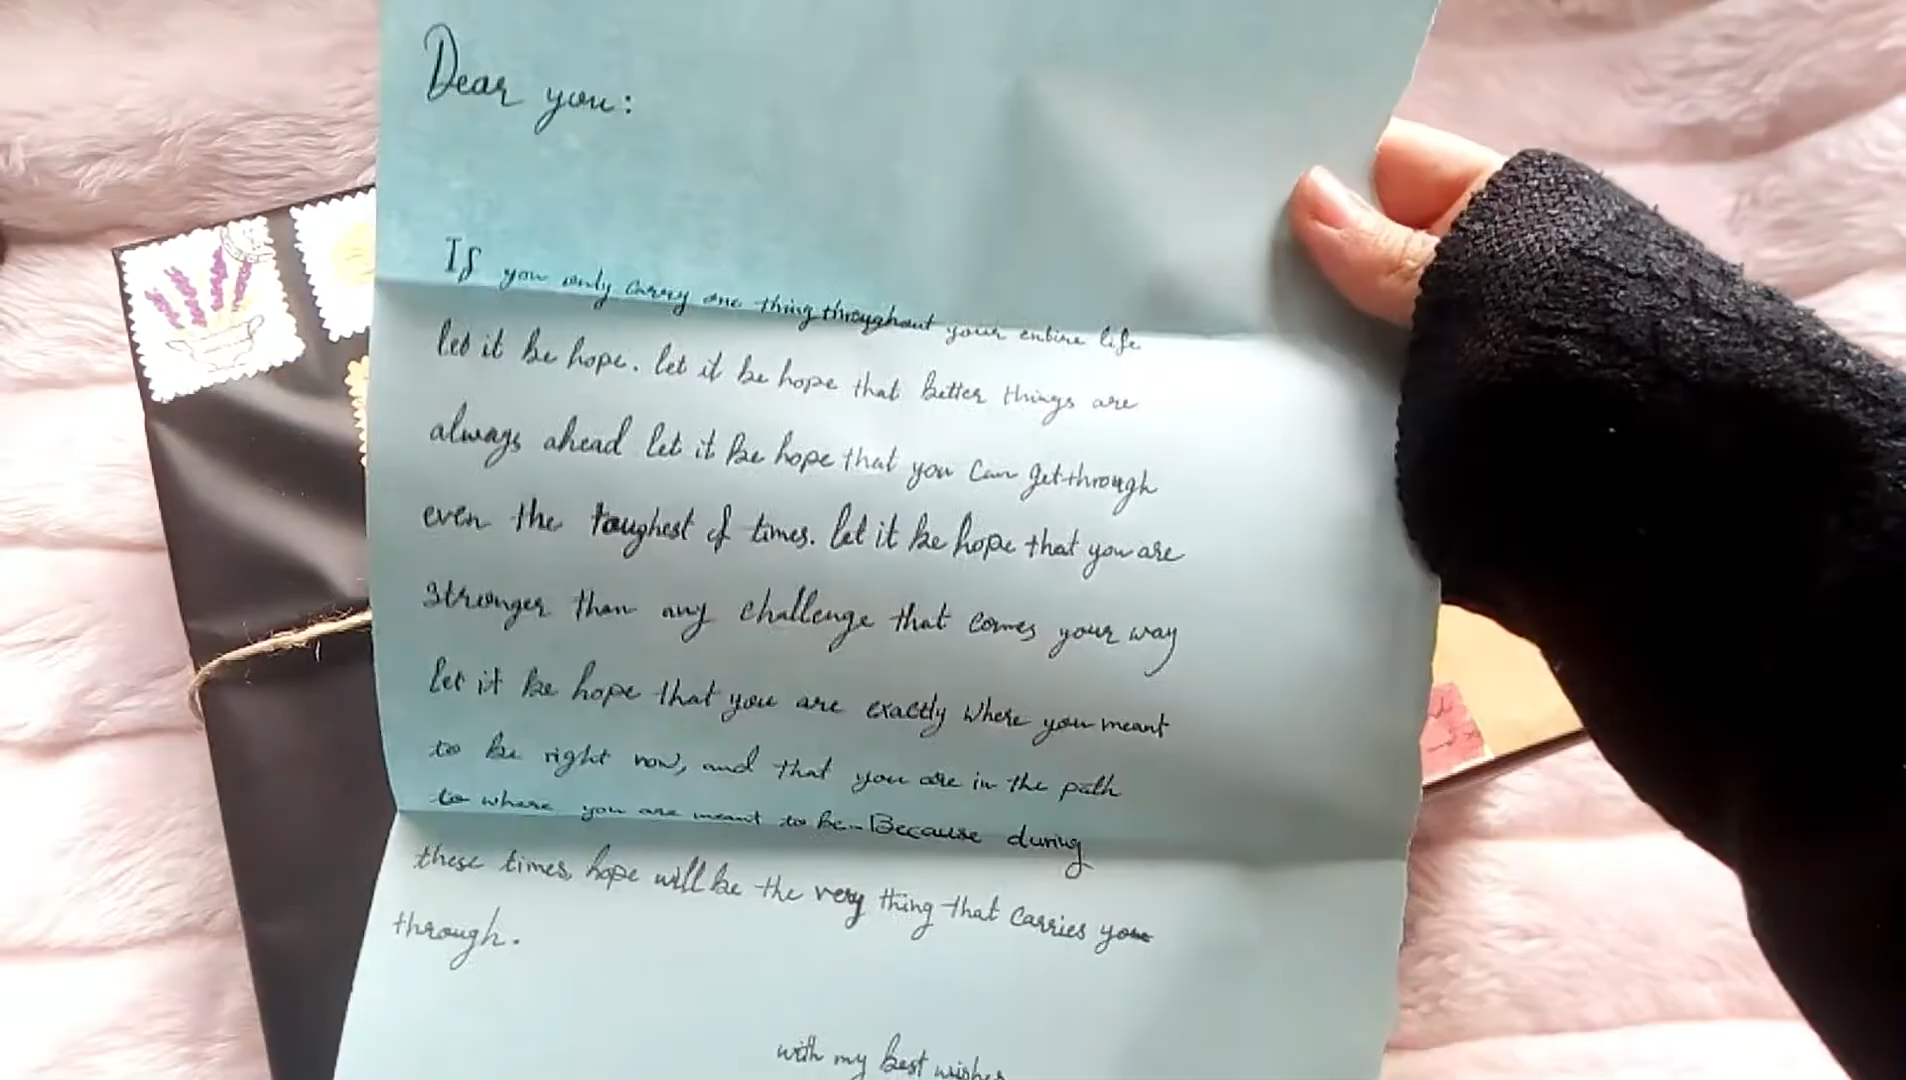 Dear you:
If you only carry one thing throughout your entire life
let it be hope. let it be hope that better things are
always ahead let it be hope that you can get through
even the toughest of times. let it be hope that you are
stronger than any challenge that comes your way
let it be hope that you are exactly where you meant
to be right now, and that you are in the path
to where you are meant to be. Because during
these times, hope will be the very thing that carries you
through.
with my best wishes